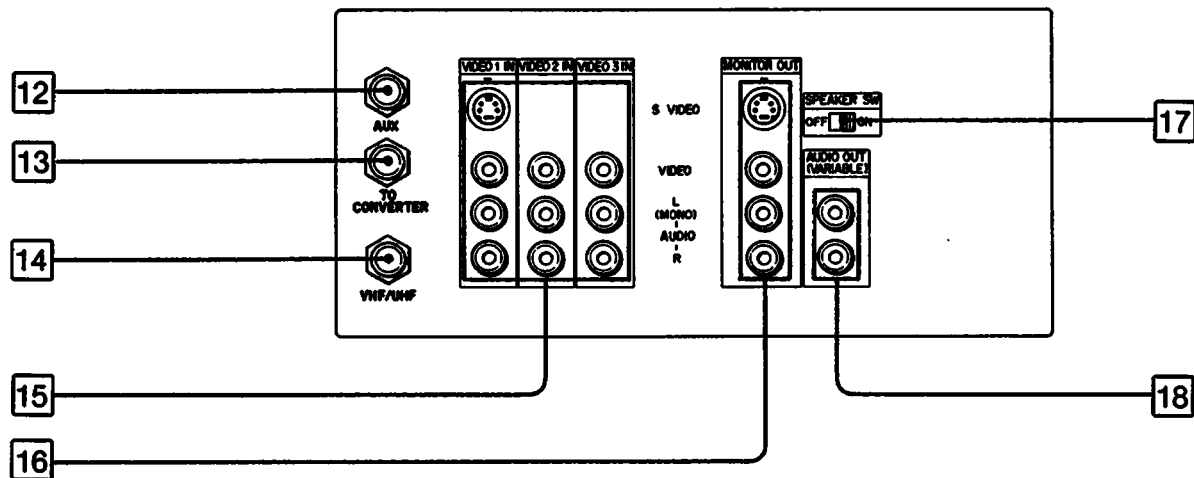 12
13
14
15
16
17
18
AUX
TO
CONVERTER
VHF/UHF
VIDEO 1 IN
VIDEO 2 IN
VIDEO 3 IN
S VIDEO
VIDEO
L
(MONO)
AUDIO
R
MONITOR OUT
SPEAKER SW
OFF
ON
AUDIO OUT
(VARIABLE)